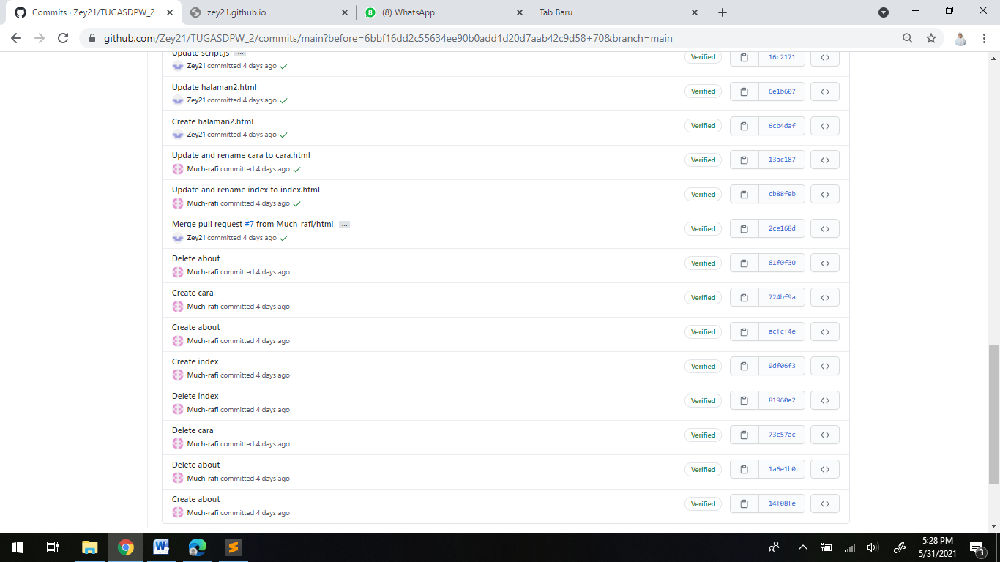 Commits · Zey21/TUGASDPW_2
zey21.github.io
8 (8) WhatsApp
Tab Baru
github.com/Zey21/TUGASDPW_2/commits/main?before=6bbf16dd2c55634ee90b0add1d20d7aab42c9d58+70&branch=main
Update script.js ...
Verified 16c2171
Zey21 committed 4 days ago
Update halaman2.html
Verified 6e1b607
Zey21 committed 4 days ago
Create halaman2.html
Verified 6cb4daf
Zey21 committed 4 days ago
Update and rename cara to cara.html
Verified 13ac187
Much-rafi committed 4 days ago
Update and rename index to index.html
Verified cb88feb
Much-rafi committed 4 days ago
Merge pull request #7 from Much-rafi/html ...
Verified 2ce168d
Zey21 committed 4 days ago
Delete about
Verified 81f0f30
Much-rafi committed 4 days ago
Create cara
Verified 724bf9a
Much-rafi committed 4 days ago
Create about
Verified acfcf4e
Much-rafi committed 4 days ago
Create index
Verified 9df06f3
Much-rafi committed 4 days ago
Delete index
Verified 81960e2
Much-rafi committed 4 days ago
Delete cara
Verified 73c57ac
Much-rafi committed 4 days ago
Delete about
Verified 1a6e1b0
Much-rafi committed 4 days ago
Create about
Verified 14f08fe
Much-rafi committed 4 days ago
5:28 PM
5/31/2021
3